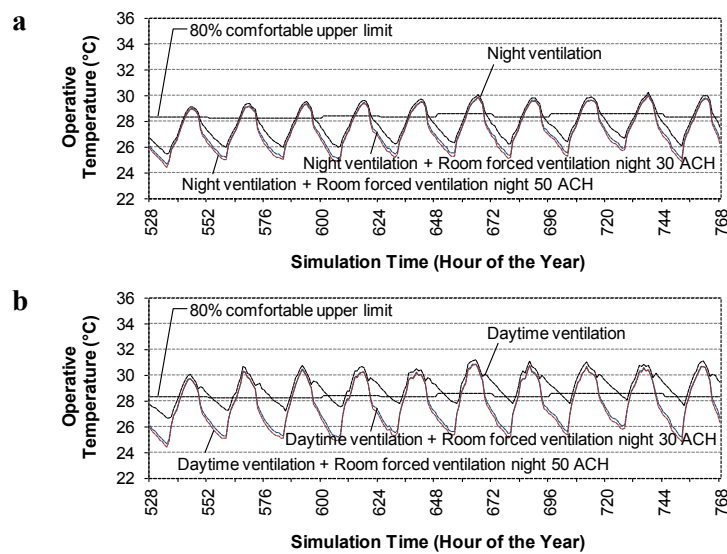 a
80% comfortable upper limit
Night ventilation
Night ventilation + Room forced ventilation night 30 ACH
Night ventilation + Room forced ventilation night 50 ACH
Operative
Temperature (°C)
36
34
32
30
28
26
24
22
528
552
576
600
624
648
672
696
720
744
768
Simulation Time (Hour of the Year)
b
80% comfortable upper limit
Daytime ventilation
Daytime ventilation + Room forced ventilation night 30 ACH
Daytime ventilation + Room forced ventilation night 50 ACH
Operative
Temperature (°C)
36
34
32
30
28
26
24
22
528
552
576
600
624
648
672
696
720
744
768
Simulation Time (Hour of the Year)